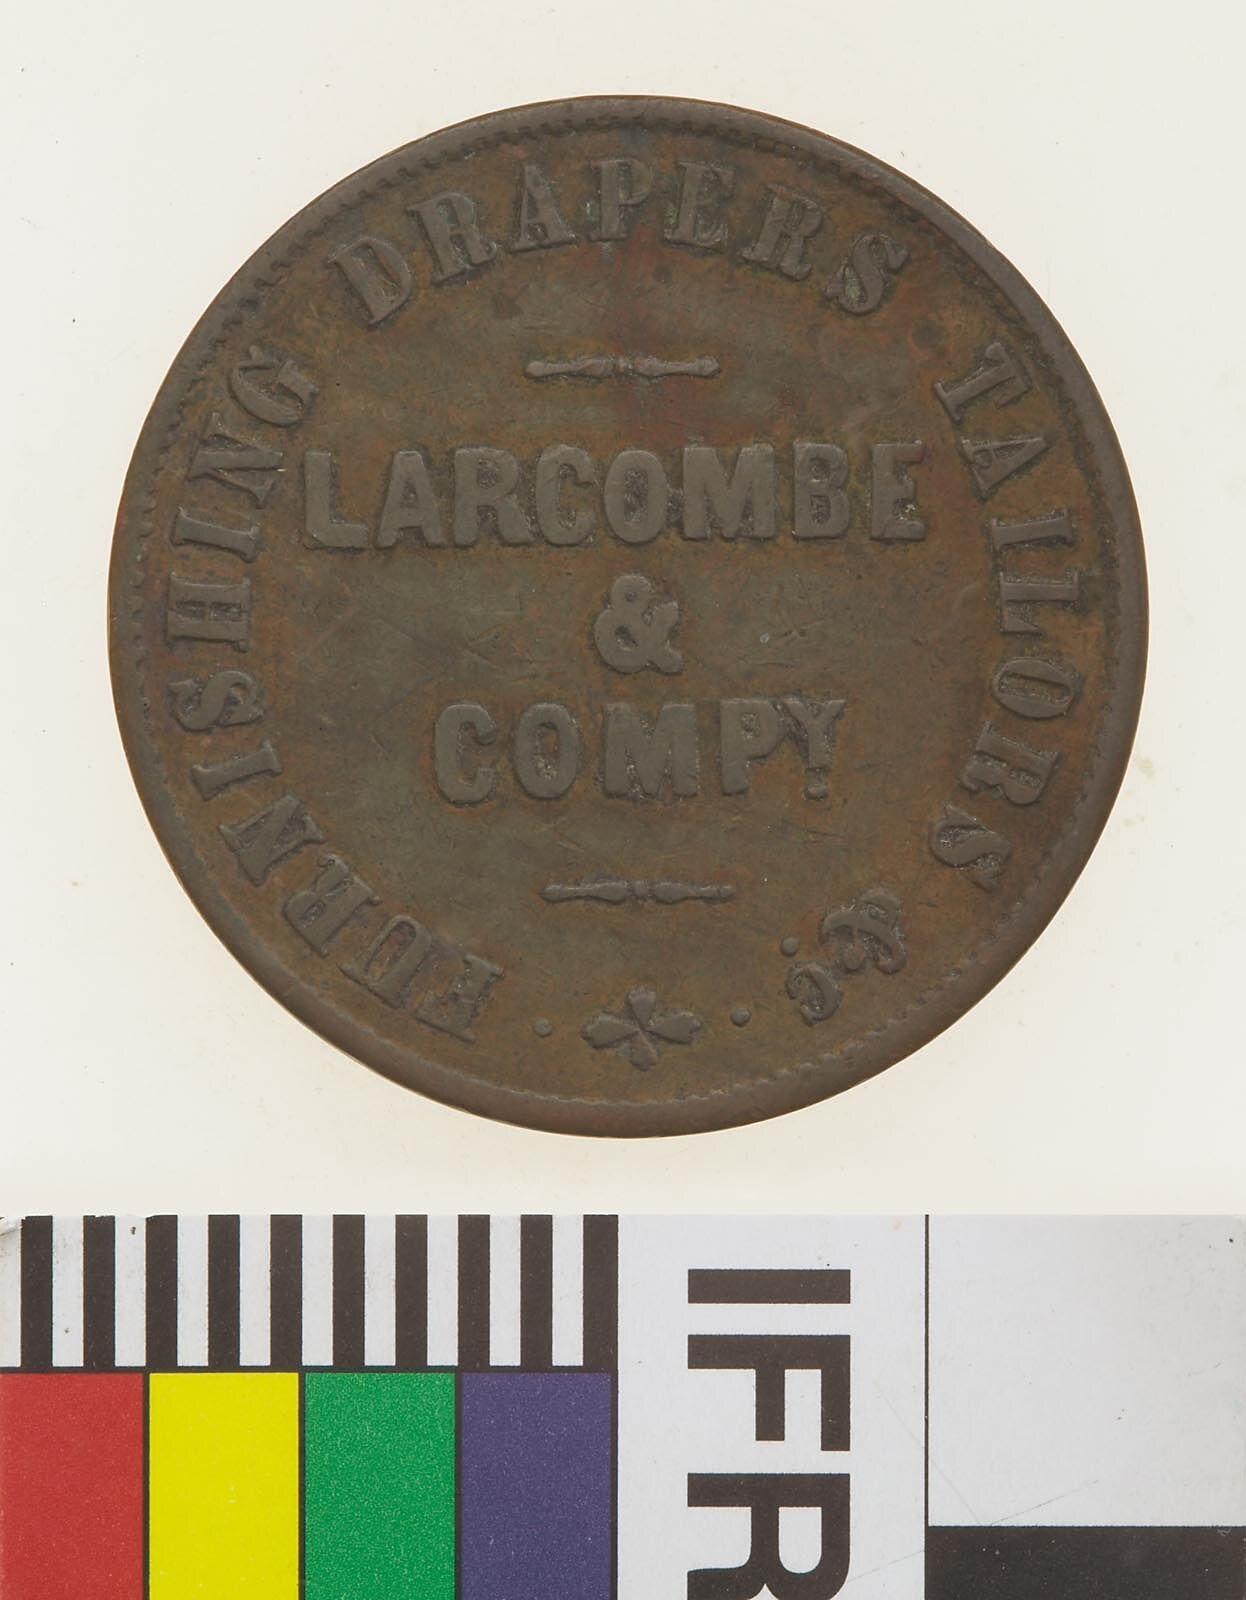 FURNISHING DRAPERS TAILORS &c.
LARCOMBE
&
COMPY.
IFR